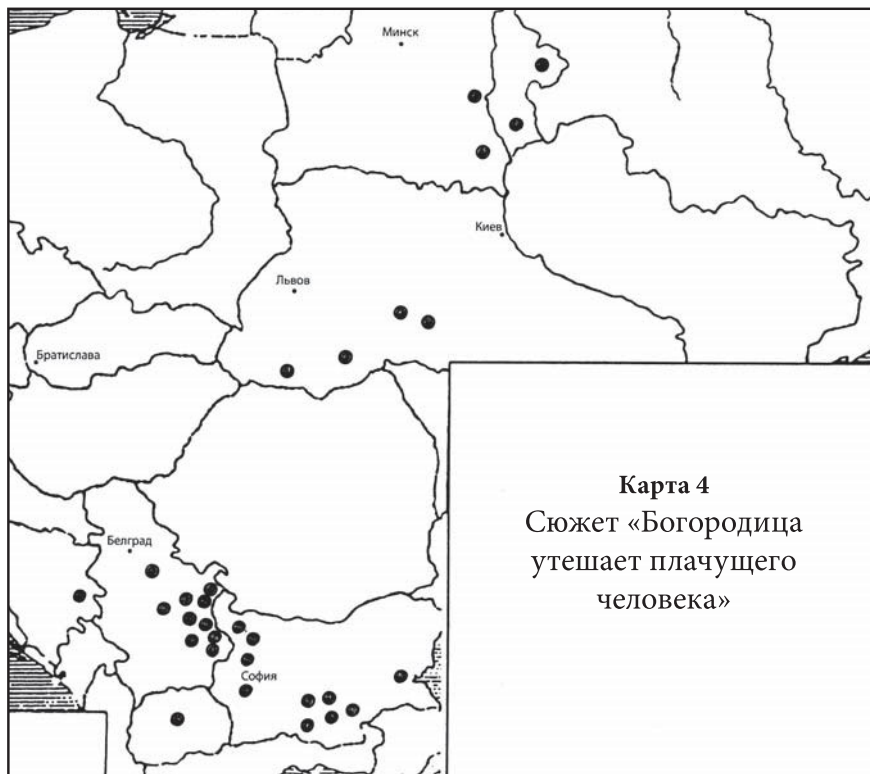 Минск
Киев
Львов
Братислава
Карта 4
Сюжет «Богородица
утешает плачущего
человека»
Белград
София